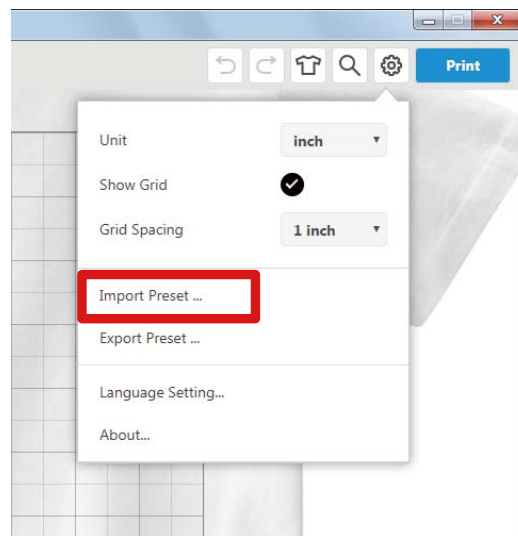 Print
Unit inch
Show Grid
Grid Spacing 1 inch
Import Preset ...
Export Preset ...
Language Setting...
About...